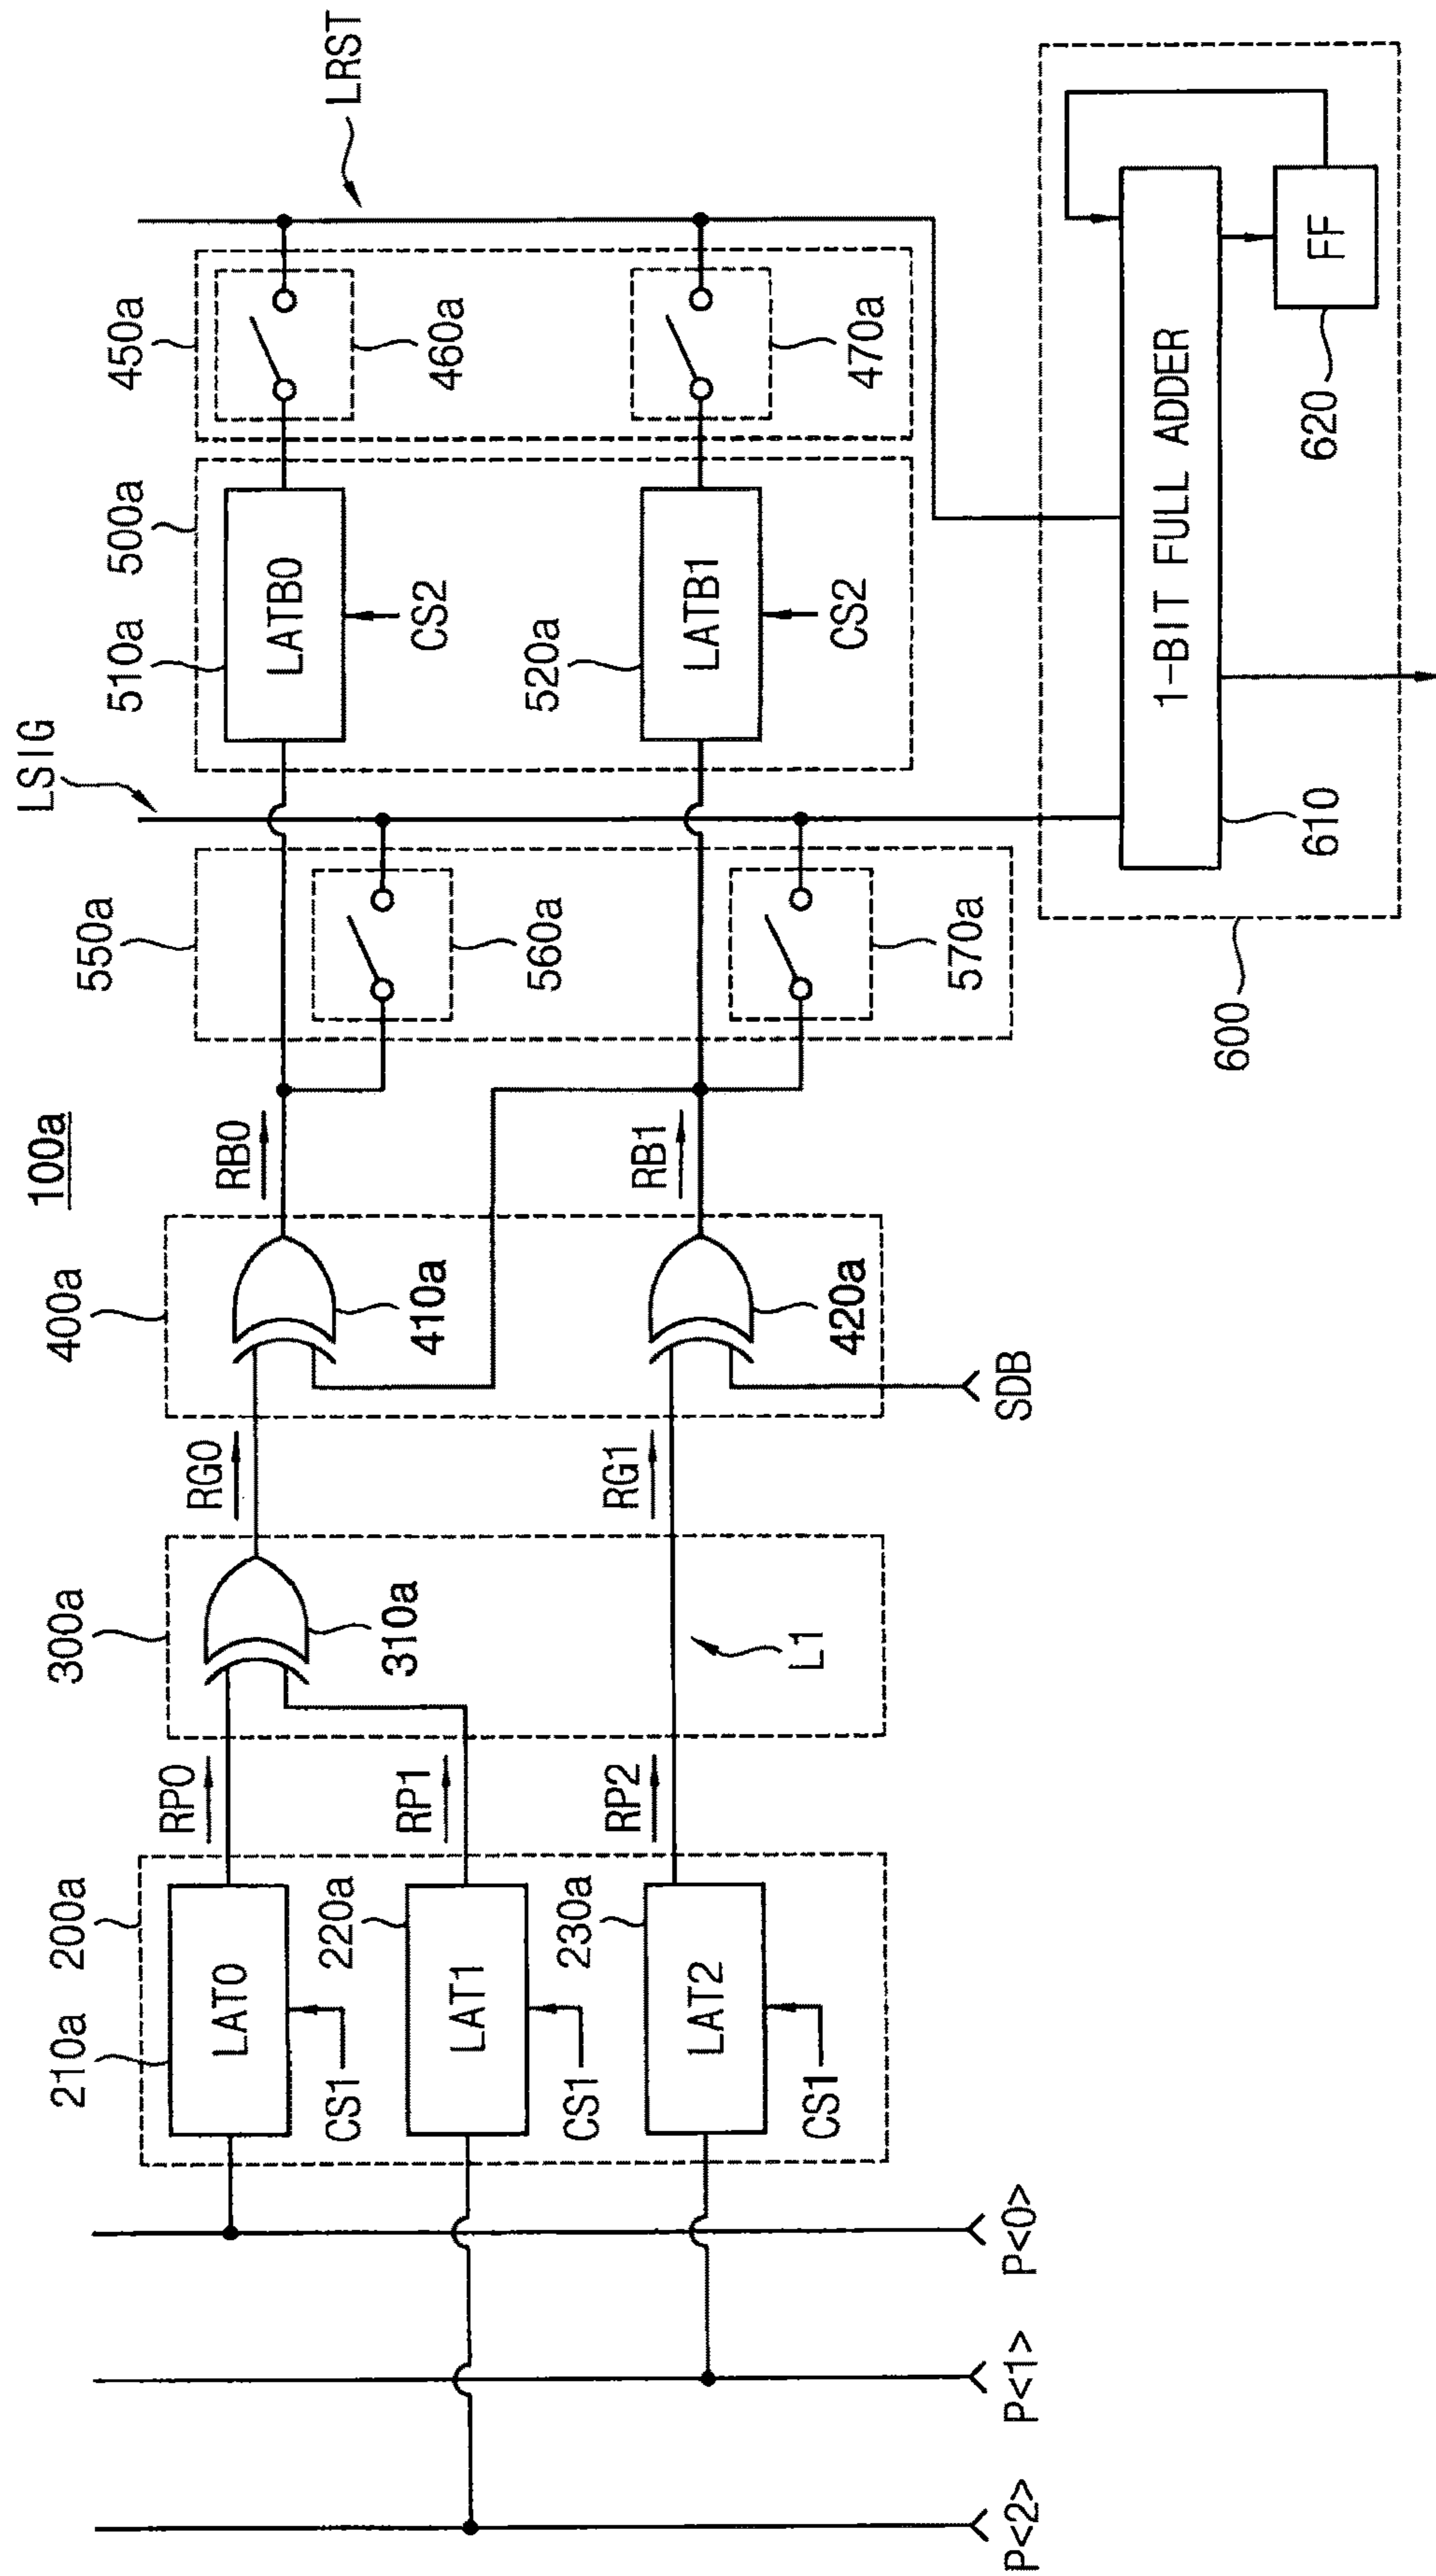 100a
LSIG
LRST
210a
200a
300a
400a
550a
510a
500a
450a
RP0
RG0
RB0
LAT0
310a
410a
560a
LATB0
460a
CS1
CS2
220a
RP1
LAT1
CS1
230a
RP2
RG1
RB1
520a
LAT2
L1
420a
570a
LATB1
470a
CS1
CS2
SDB
P<2>
P<1>
P<0>
600
610
1-BIT FULL ADDER
620
FF